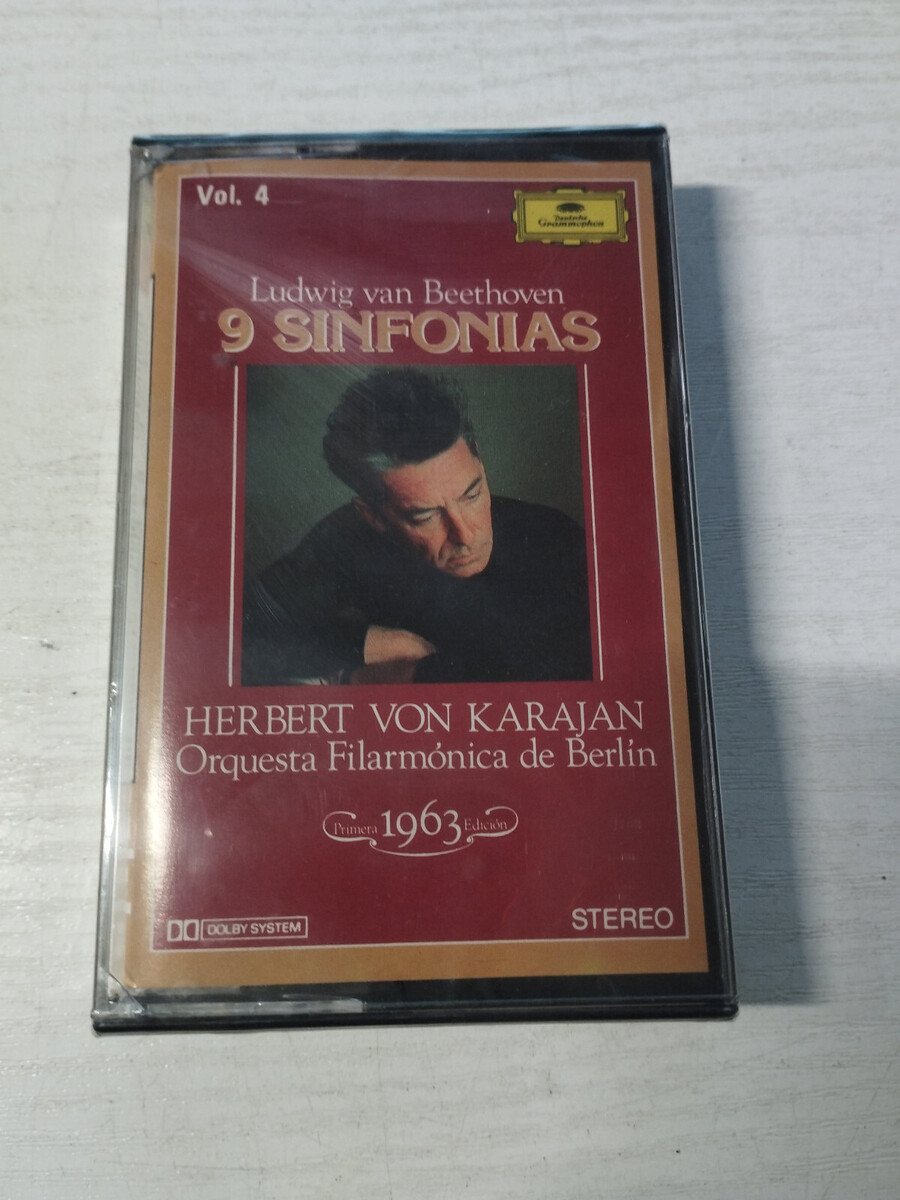 Vol. 4
Deutsche
Grammophon
Ludwig van Beethoven
9 SINFONIAS
HERBERT VON KARAJAN
Orquesta Filarmónica de Berlín
Primera 1963 Edición
DOLBY SYSTEM
STEREO